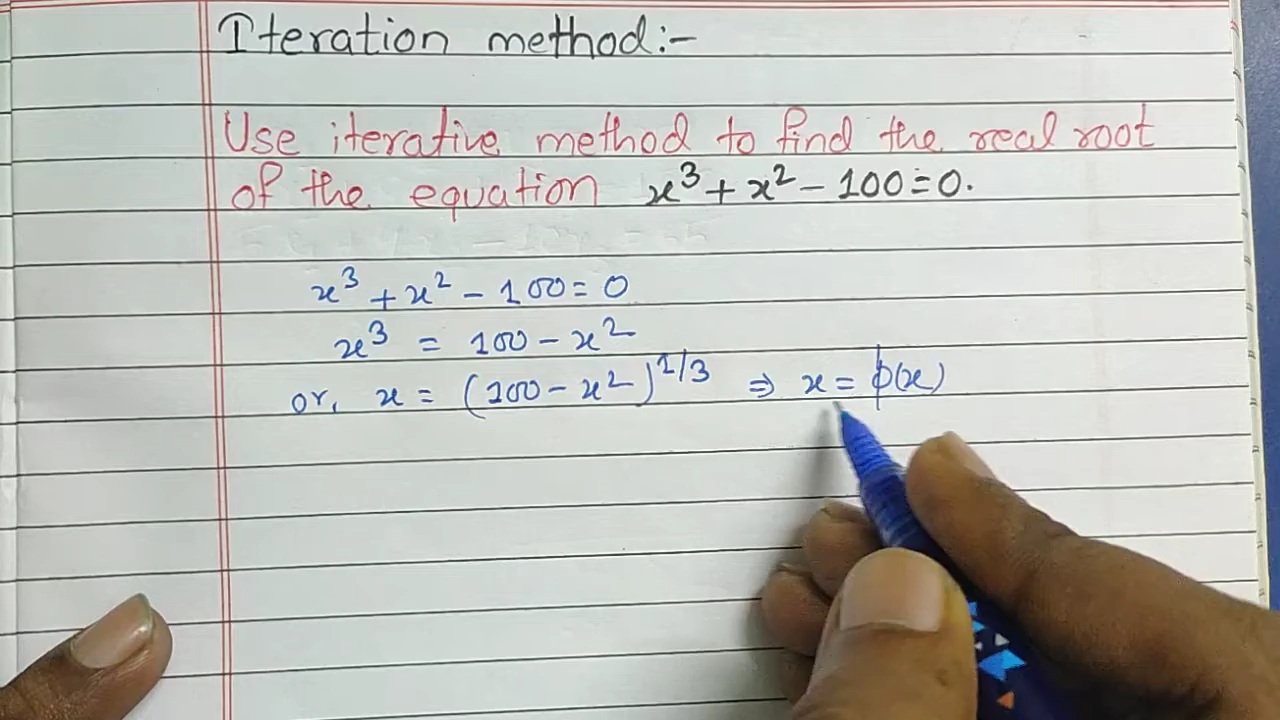 Iteration method:-
Use iterative method to find the real root
of the equation x³ + x² - 100 = 0.
x³ + x² - 100 = 0
x³ = 100 - x²
or, x = (100 - x²)^1/3 ⇒ x = ϕ(x)